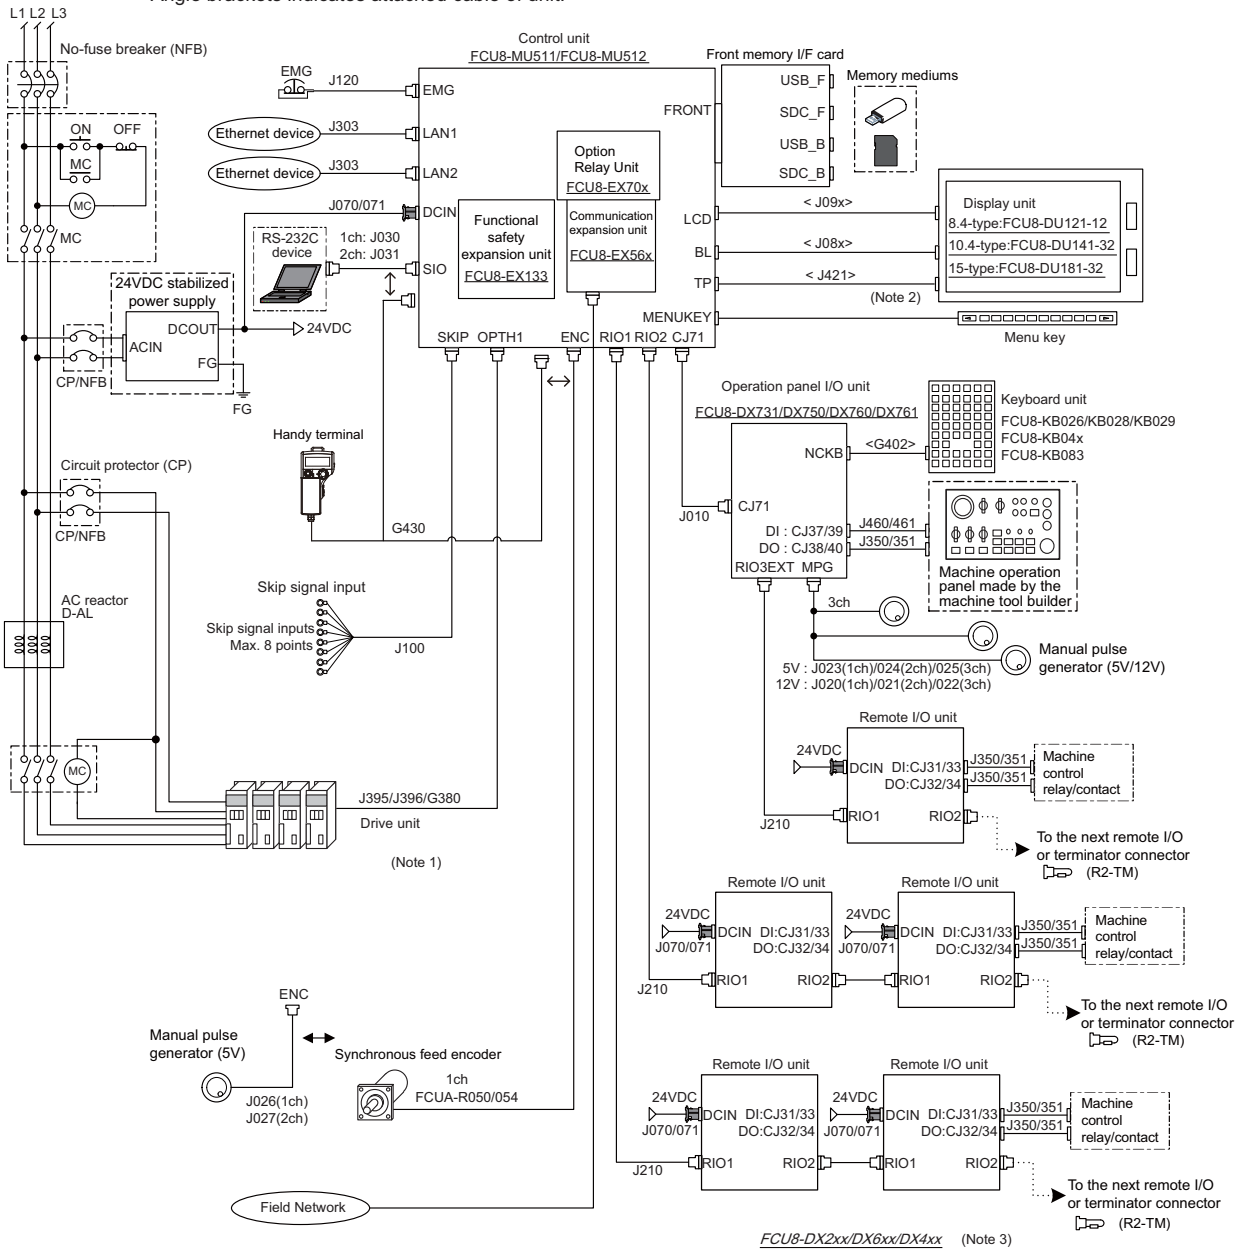 Angle brackets indicates attached cable of unit.
L1 L2 L3
No-fuse breaker (NFB)
ON OFF
MC
MC
MC
24VDC stabilized
power supply
DCOUT
24VDC
ACIN
FG
FG
CP/NFB
Circuit protector (CP)
CP/NFB
AC reactor
D-AL
MC
EMG
J120
Ethernet device
J303
Ethernet device
J303
J070/071
RS-232C
device
1ch: J030
2ch: J031
Control unit
FCU8-MU511/FCU8-MU512
EMG
LAN1
LAN2
DCIN
SIO
FRONT
LCD
BL
TP
MENUKEY
SKIP OPTH1 ENC RIO1 RIO2 CJ71
Option
Relay Unit
FCU8-EX70x
Functional
safety
expansion unit
FCU8-EX133
Communication
expansion unit
FCU8-EX56x
Front memory I/F card
USB_F
SDC_F
USB_B
SDC_B
Memory mediums
< J09x>
< J08x>
< J421>
(Note 2)
Display unit
8.4-type:FCU8-DU121-12
10.4-type:FCU8-DU141-32
15-type:FCU8-DU181-32
Menu key
Operation panel I/O unit
FCU8-DX731/DX750/DX760/DX761
NCKB
<G402>
Keyboard unit
FCU8-KB026/KB028/KB029
FCU8-KB04x
FCU8-KB083
J010
CJ71
DI : CJ37/39
J460/461
DO : CJ38/40
J350/351
RIO3EXT MPG
Machine operation
panel made by the
machine tool builder
3ch
Manual pulse
generator (5V/12V)
5V : J023(1ch)/024(2ch)/025(3ch)
12V : J020(1ch)/021(2ch)/022(3ch)
Handy terminal
G430
Skip signal input
Skip signal inputs
Max. 8 points
J100
J395/J396/G380
Drive unit
(Note 1)
Remote I/O unit
24VDC
DCIN DI:CJ31/33
J350/351
DO:CJ32/34
J350/351
Machine
control
relay/contact
J210
RIO1 RIO2
To the next remote I/O
or terminator connector
(R2-TM)
Remote I/O unit
Remote I/O unit
24VDC
DCIN DI:CJ31/33
DO:CJ32/34
J070/071
24VDC
J070/071
DCIN DI:CJ31/33
DO:CJ32/34
J350/351
J350/351
Machine
control
relay/contact
J210
RIO1 RIO2
RIO1 RIO2
To the next remote I/O
or terminator connector
(R2-TM)
ENC
Manual pulse
generator (5V)
J026(1ch)
J027(2ch)
Synchronous feed encoder
1ch
FCUA-R050/054
Remote I/O unit
Remote I/O unit
24VDC
DCIN DI:CJ31/33
DO:CJ32/34
J070/071
24VDC
J070/071
DCIN DI:CJ31/33
DO:CJ32/34
J350/351
J350/351
Machine
control
relay/contact
J210
RIO1 RIO2
RIO1 RIO2
To the next remote I/O
or terminator connector
(R2-TM)
Field Network
FCU8-DX2xx/DX6xx/DX4xx (Note 3)